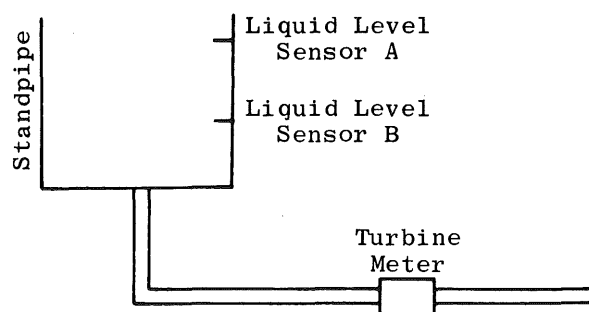 Standpipe
Liquid Level
Sensor A
Liquid Level
Sensor B
Turbine
Meter